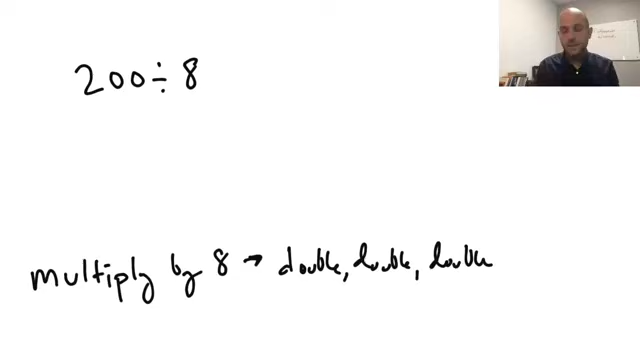 200 ÷ 8
multiply by 8 → double, double, double